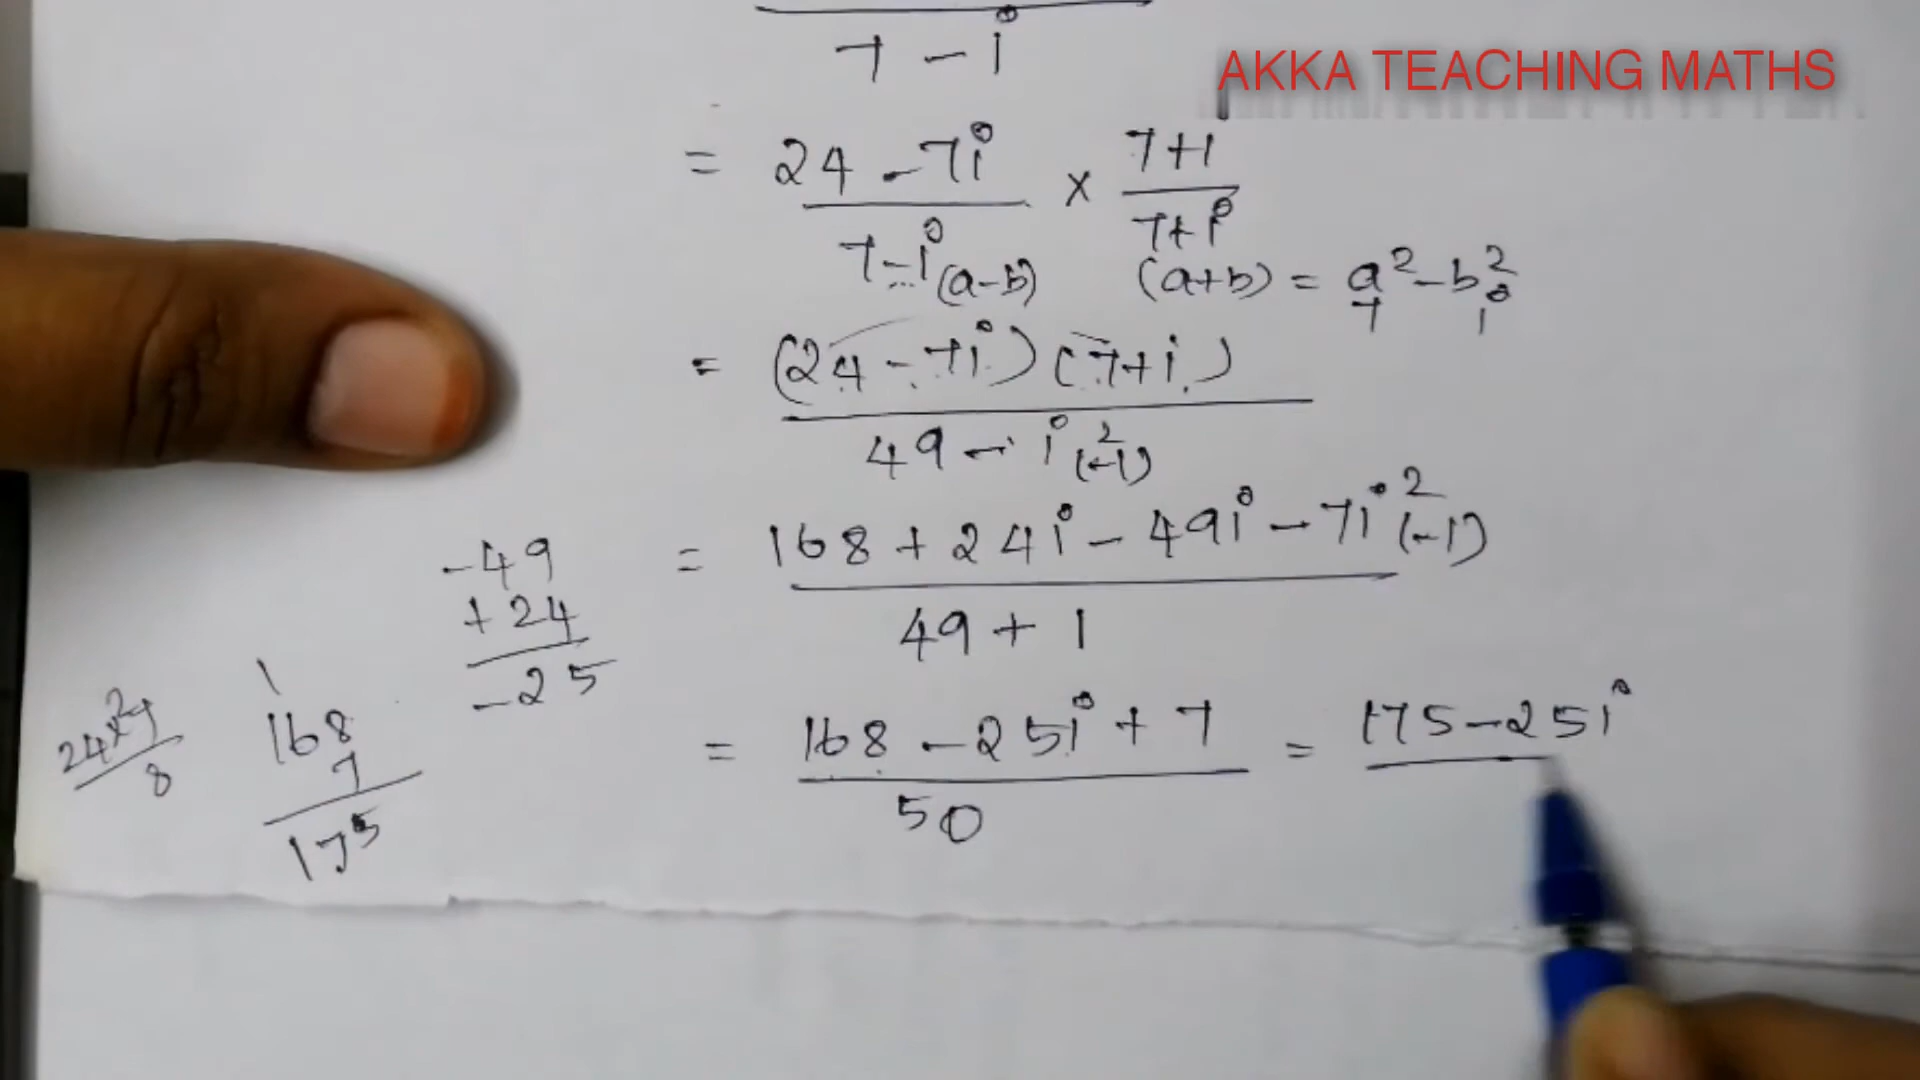 7 - i
AKKA TEACHING MATHS
= 24 - 7i / 7 - i × 7+i / 7+i
(a-b) (a+b) = a² - b²
7 i
= (24 - 7i) (7+i) / 49 - i² (-1)
= 168 + 24i - 49i - 7i² (-1) / 49 + 1
= 168 - 25i + 7 / 50 = 175 - 25i
-49
+ 24
-25
24×7
8
1
168
7
175